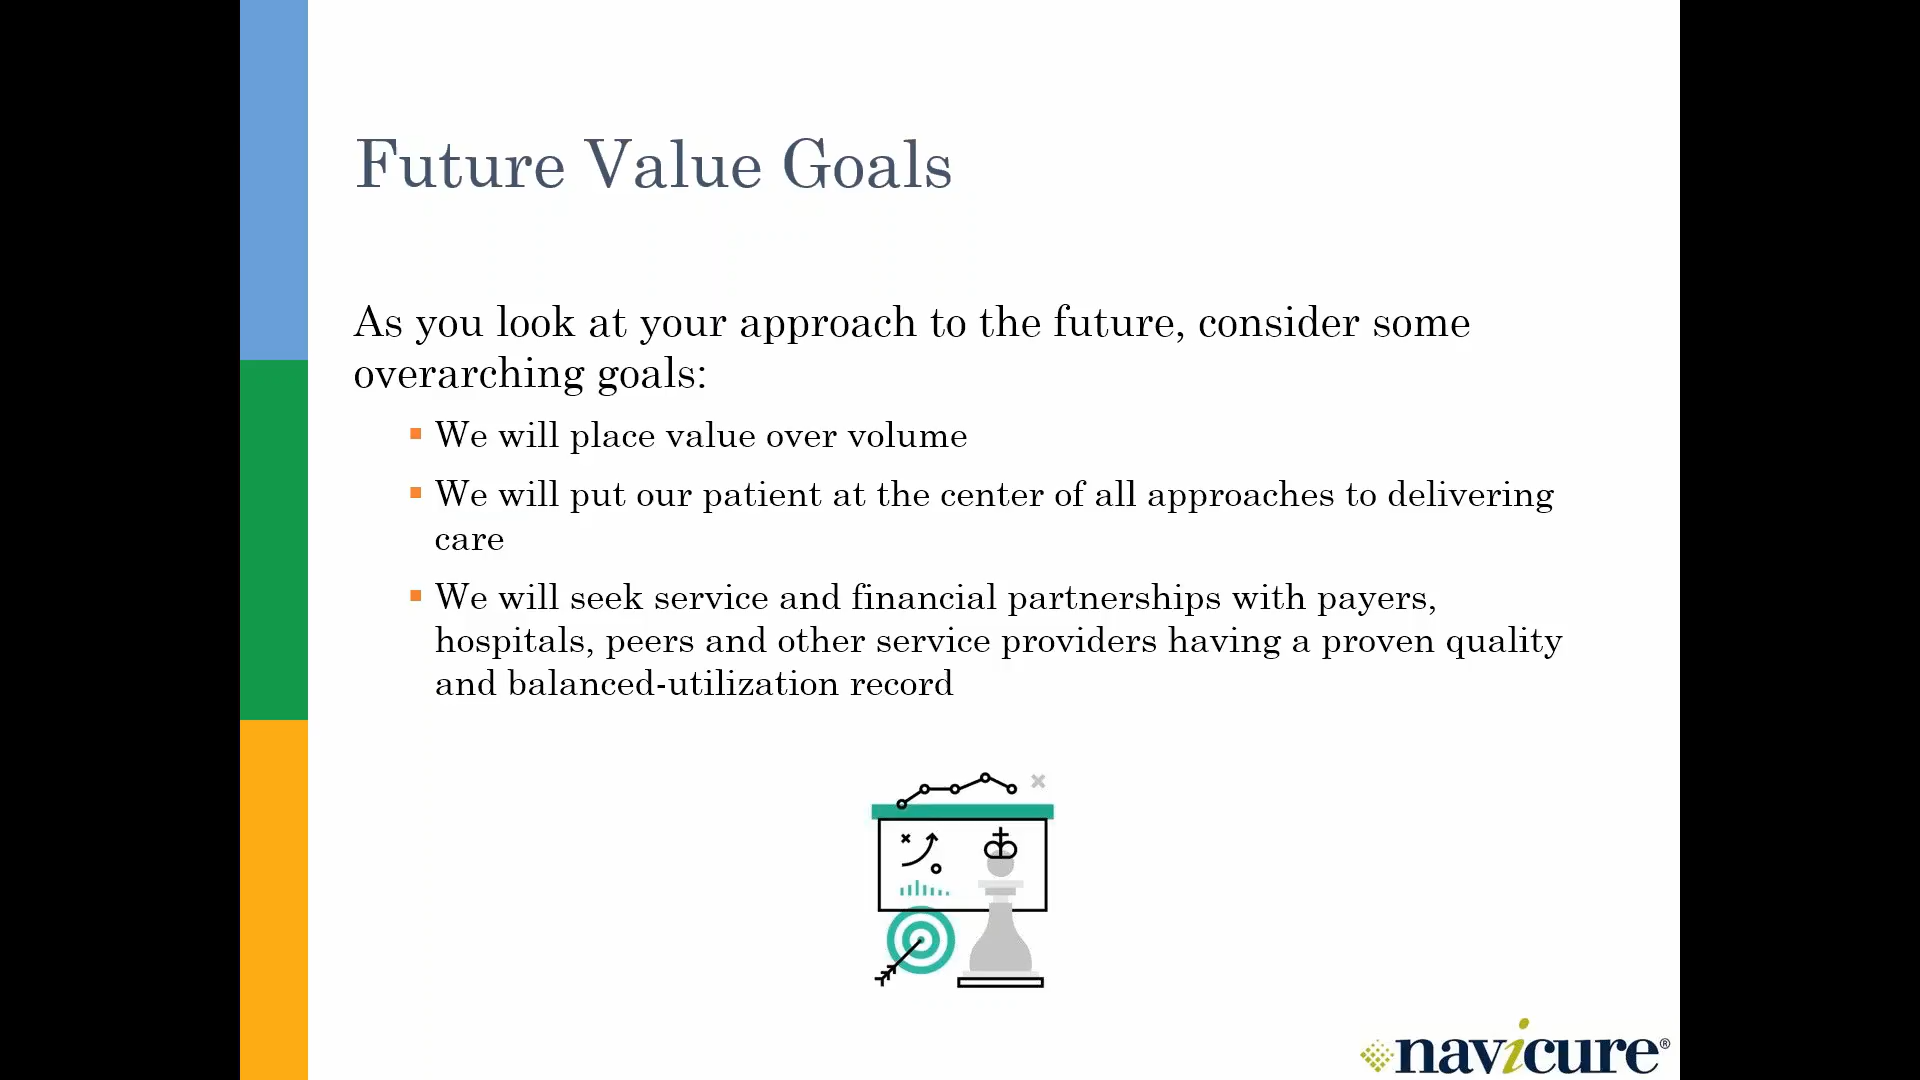 Future Value Goals
As you look at your approach to the future, consider some
overarching goals:
We will place value over volume
We will put our patient at the center of all approaches to delivering
care
We will seek service and financial partnerships with payers,
hospitals, peers and other service providers having a proven quality
and balanced-utilization record
navicure®